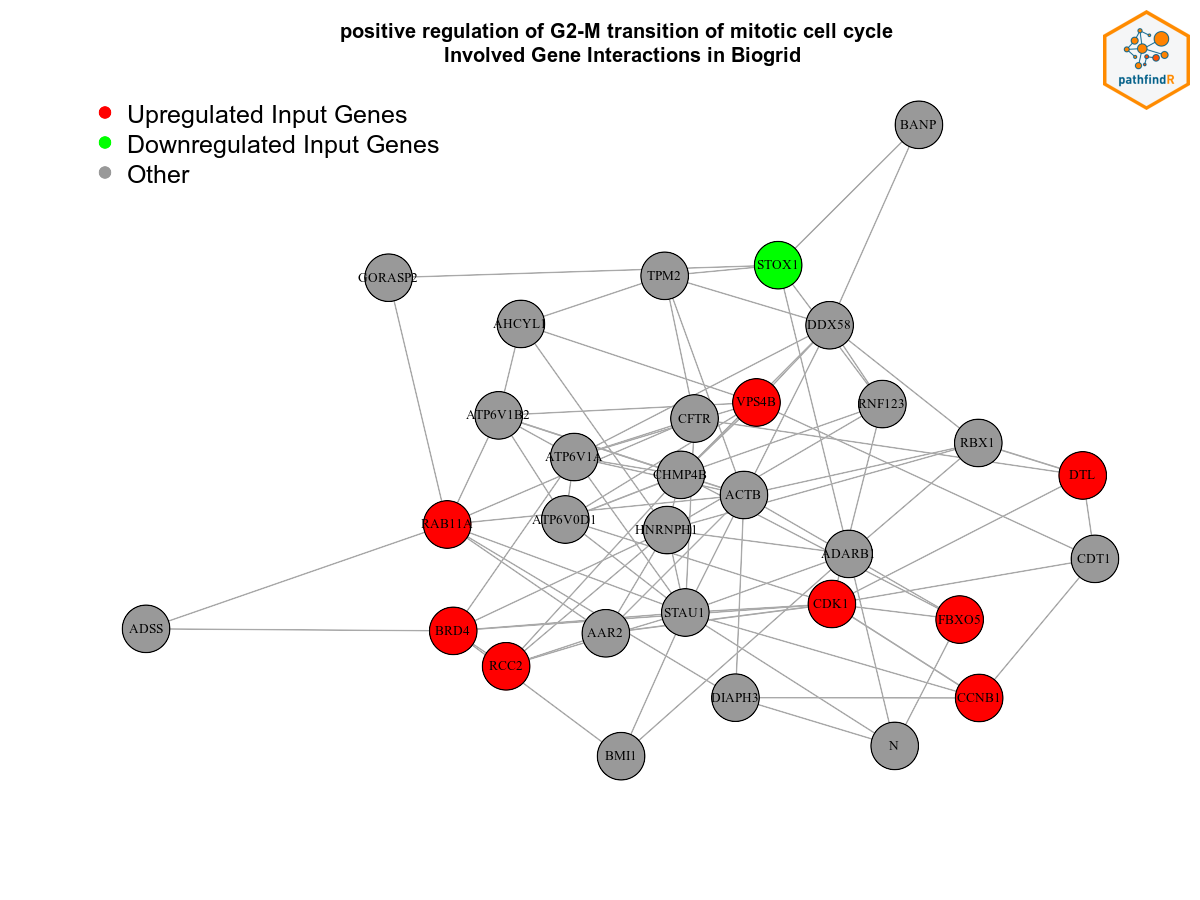 positive regulation of G2-M transition of mitotic cell cycle
Involved Gene Interactions in Biogrid
pathfindR
Upregulated Input Genes
Downregulated Input Genes
Other
BANP
GORASP2
TPM2
STOX1
AHCYL1
DDX58
ATP6V1B2
CFTR
VPS4B
RNF123
RBX1
ATP6V1A
CHMP4B
DTL
ACTB
RAB11A
ATP6V0D1
HNRNPH1
ADARB1
CDT1
ADSS
BRD4
RCC2
AAR2
STAU1
CDK1
FBXO5
DIAPH3
CCNB1
BMI1
N